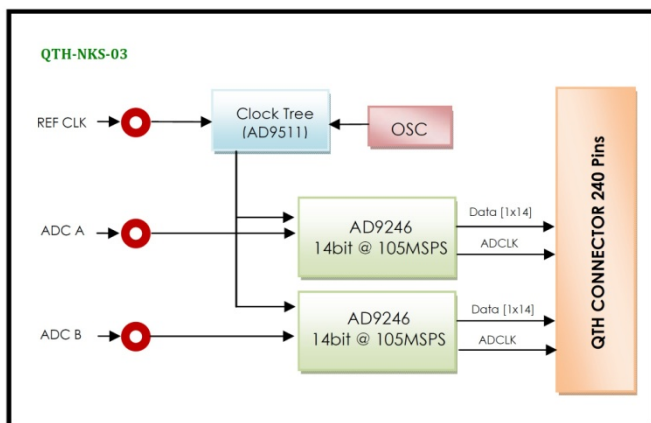 QTH-NKS-03
REF CLK
Clock Tree
(AD9511)
OSC
ADC A
AD9246
14bit @ 105MSPS
Data [1x14]
ADCLK
ADC B
AD9246
14bit @ 105MSPS
Data [1x14]
ADCLK
QTH CONNECTOR 240 Pins